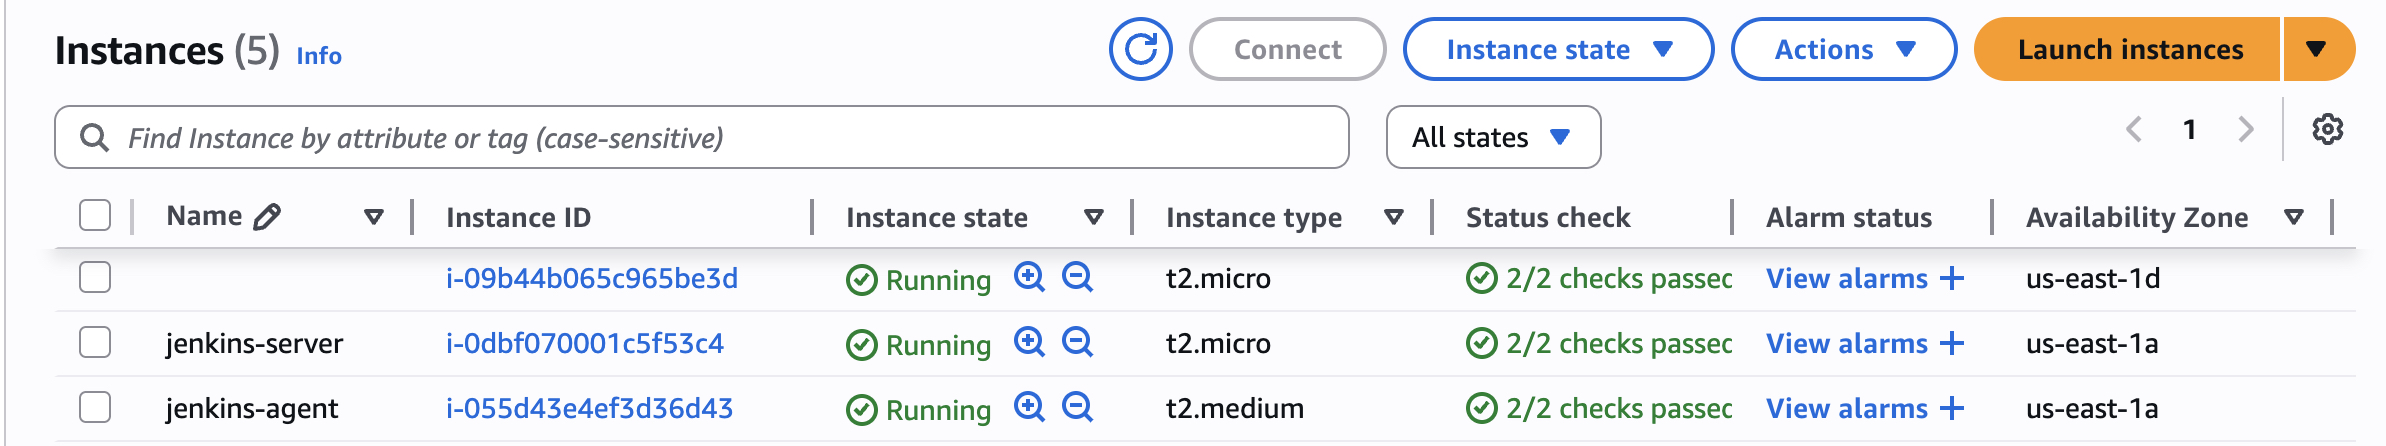 Instances (5) Info Connect Instance state Actions Launch instances
Find Instance by attribute or tag (case-sensitive) All states 1
Name Instance ID Instance state Instance type Status check Alarm status Availability Zone
i-09b44b065c965be3d Running t2.micro 2/2 checks passed View alarms + us-east-1d
jenkins-server i-0dbf070001c5f53c4 Running t2.micro 2/2 checks passed View alarms + us-east-1a
jenkins-agent i-055d43e4ef3d36d43 Running t2.medium 2/2 checks passed View alarms + us-east-1a